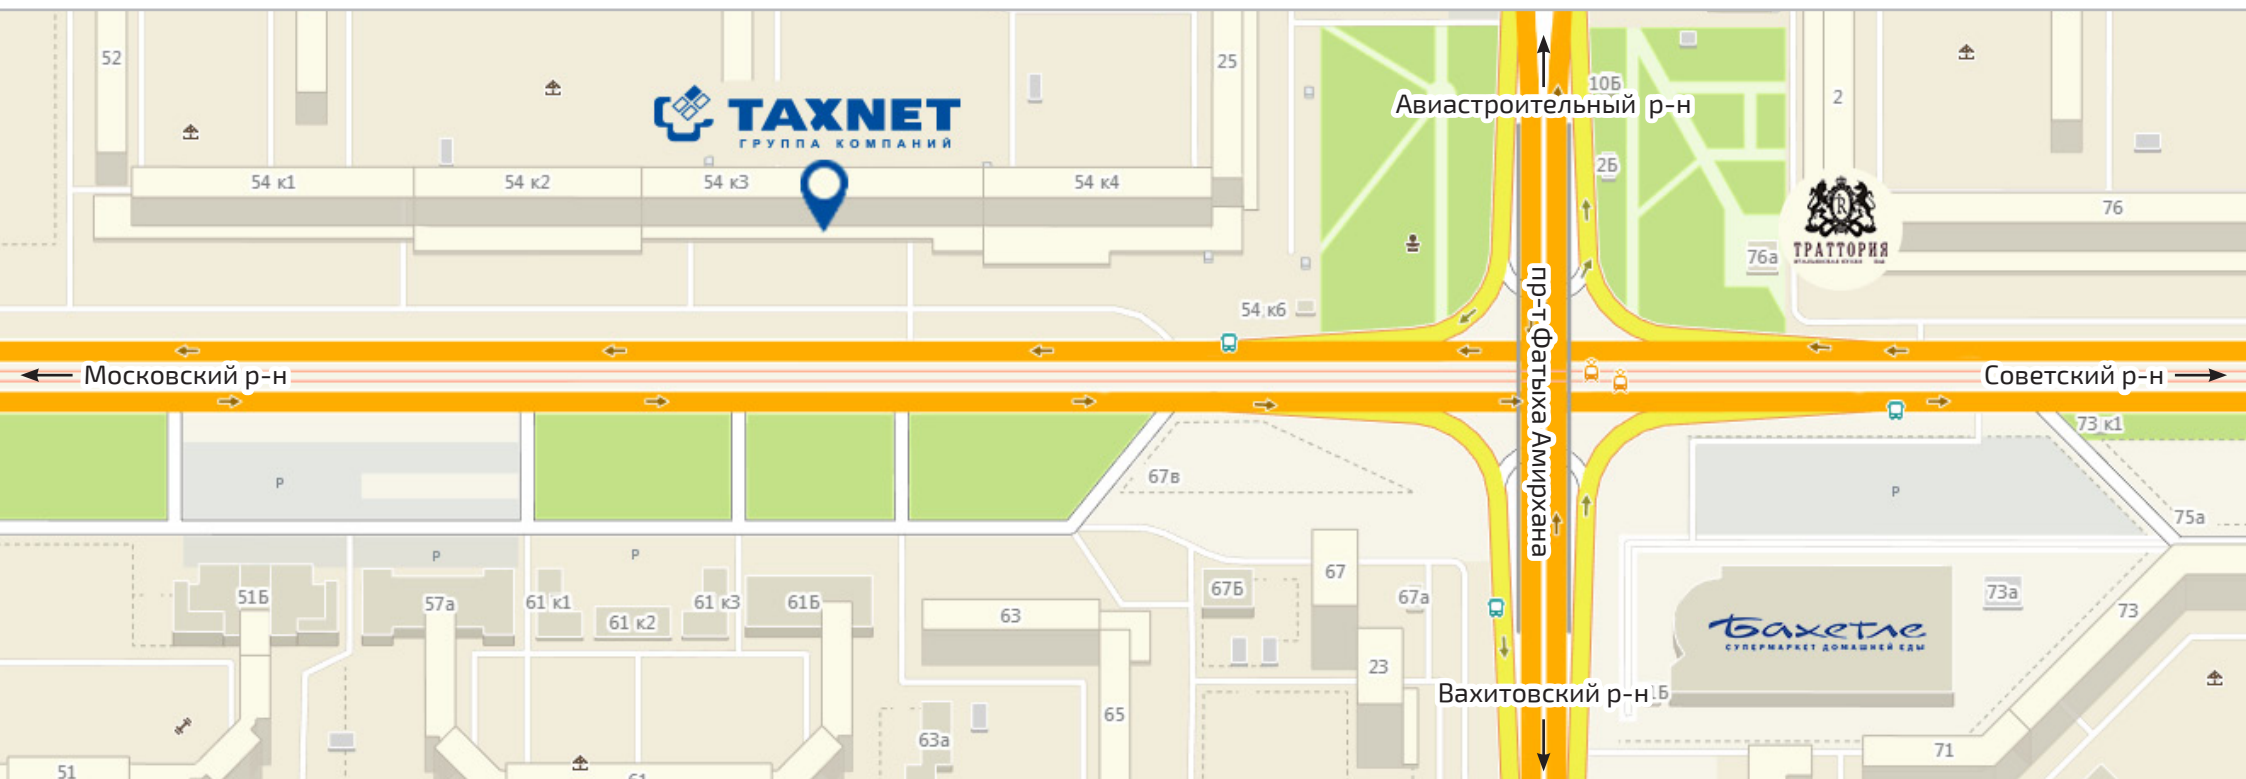 52
25
10Б
2
TAXNET
ГРУППА КОМПАНИЙ
Авиастроительный р-н
2Б
54 к1
54 к2
54 к3
54 к4
R
76
ТРАТТОРИЯ
76а
54 к6
пр-т Фатыха Амирхана
Московский р-н
Советский р-н
73 к1
67в
P
P
75а
P
P
51Б
57а
61 к1
61 к2
61 к3
61Б
63
67Б
67
67а
73а
73
Бахетле
СУПЕРМАРКЕТ ДОМАШНЕЙ ЕДЫ
23
Вахитовский р-н
1Б
65
63а
71
51
61